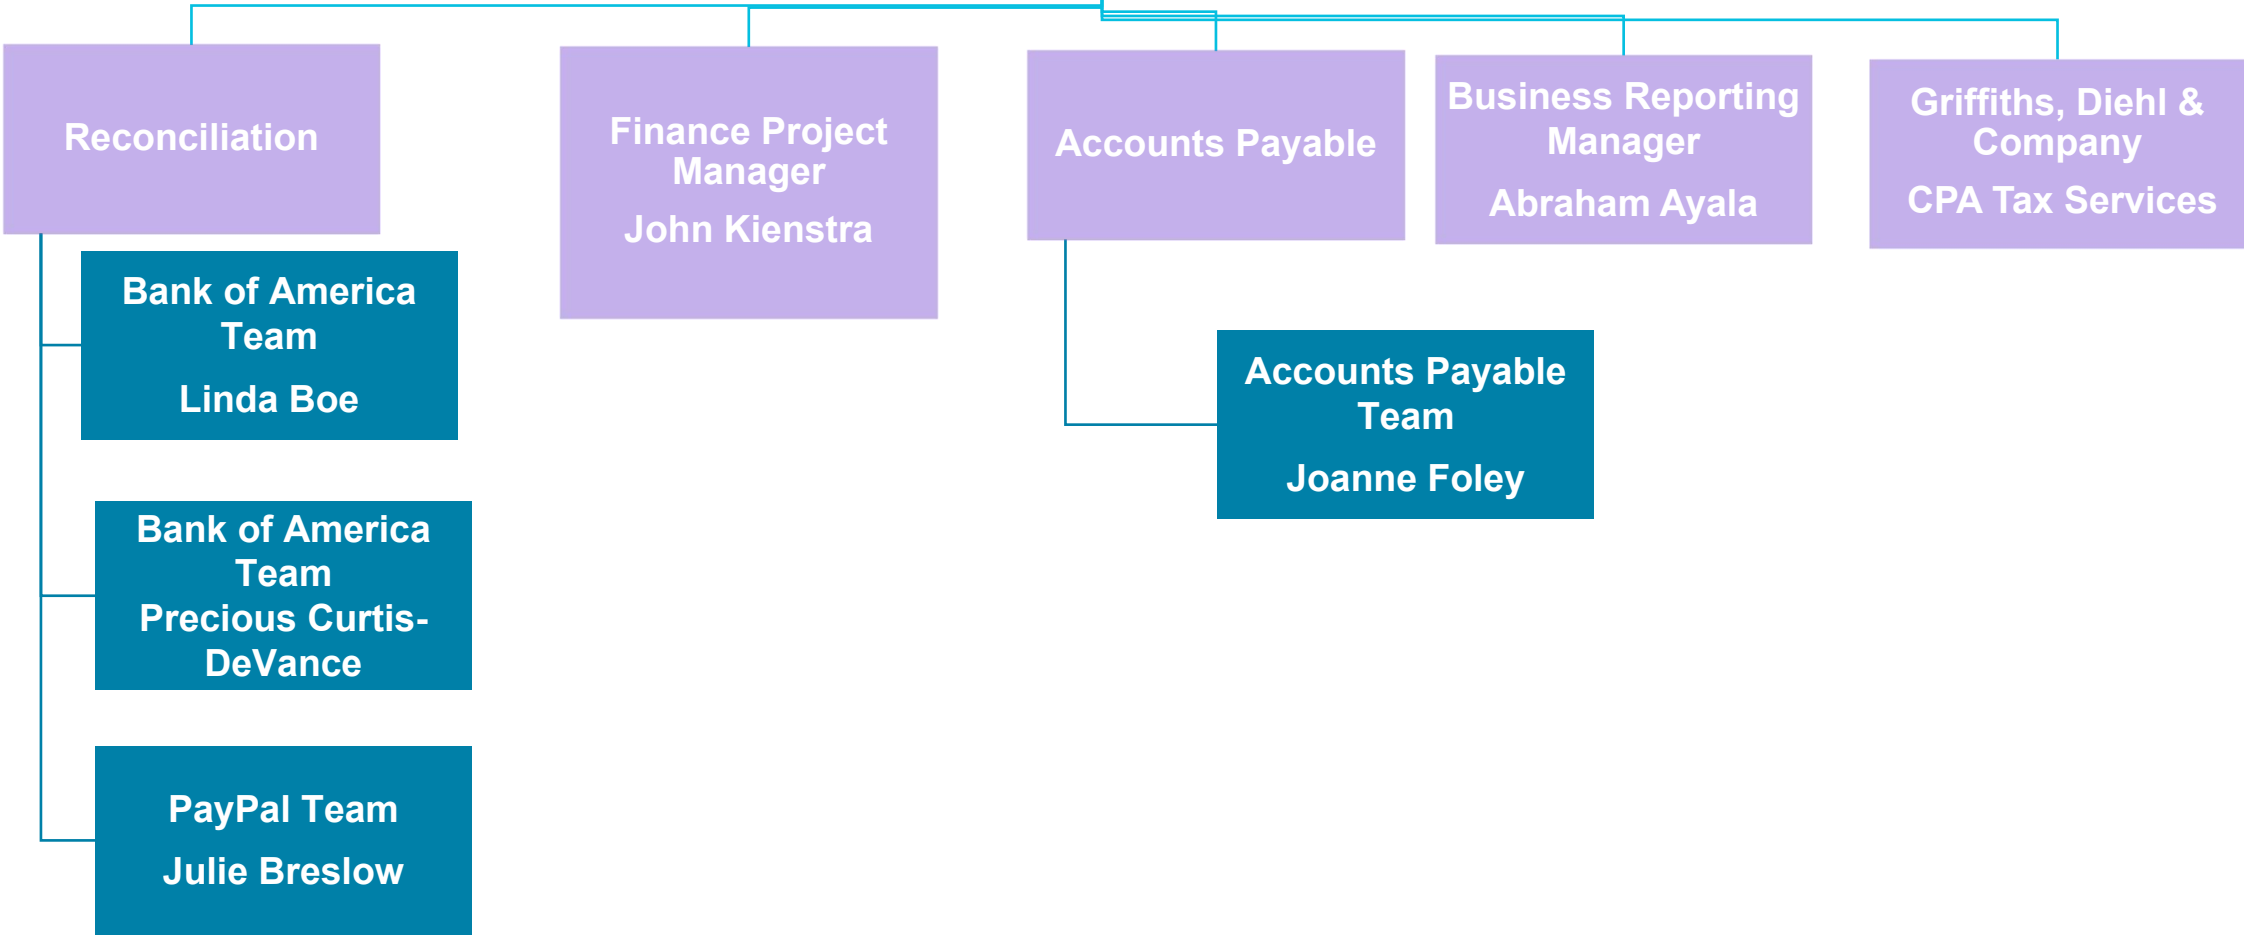 Reconciliation
Finance Project
Manager
John Kienstra
Accounts Payable
Business Reporting
Manager
Abraham Ayala
Griffiths, Diehl &
Company
CPA Tax Services
Bank of America
Team
Linda Boe
Accounts Payable
Team
Joanne Foley
Bank of America
Team
Precious Curtis-
DeVance
PayPal Team
Julie Breslow